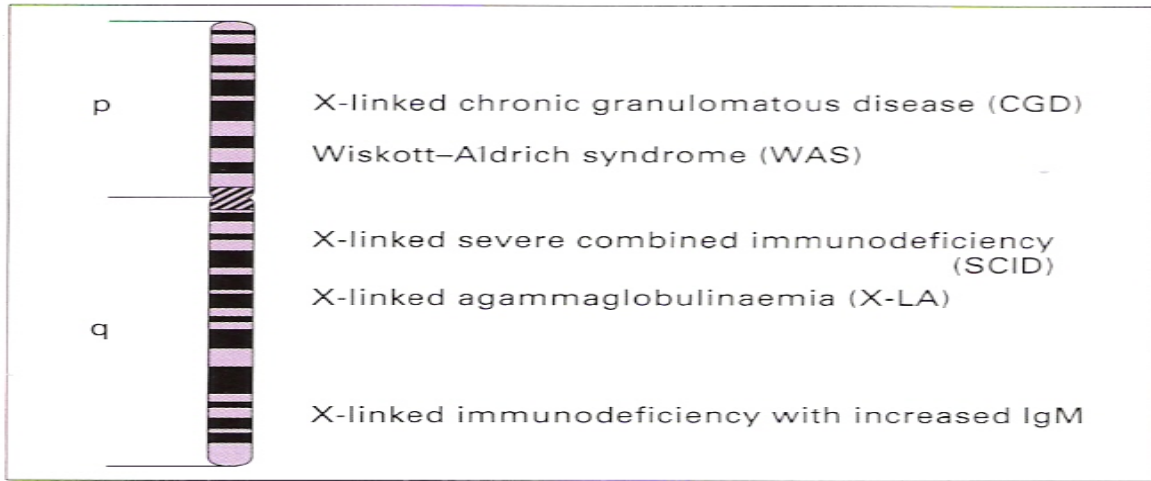 p
X-linked chronic granulomatous disease (CGD)
Wiskott–Aldrich syndrome (WAS)
X-linked severe combined immunodeficiency
(SCID)
X-linked agammaglobulinaemia (X-LA)
q
X-linked immunodeficiency with increased IgM